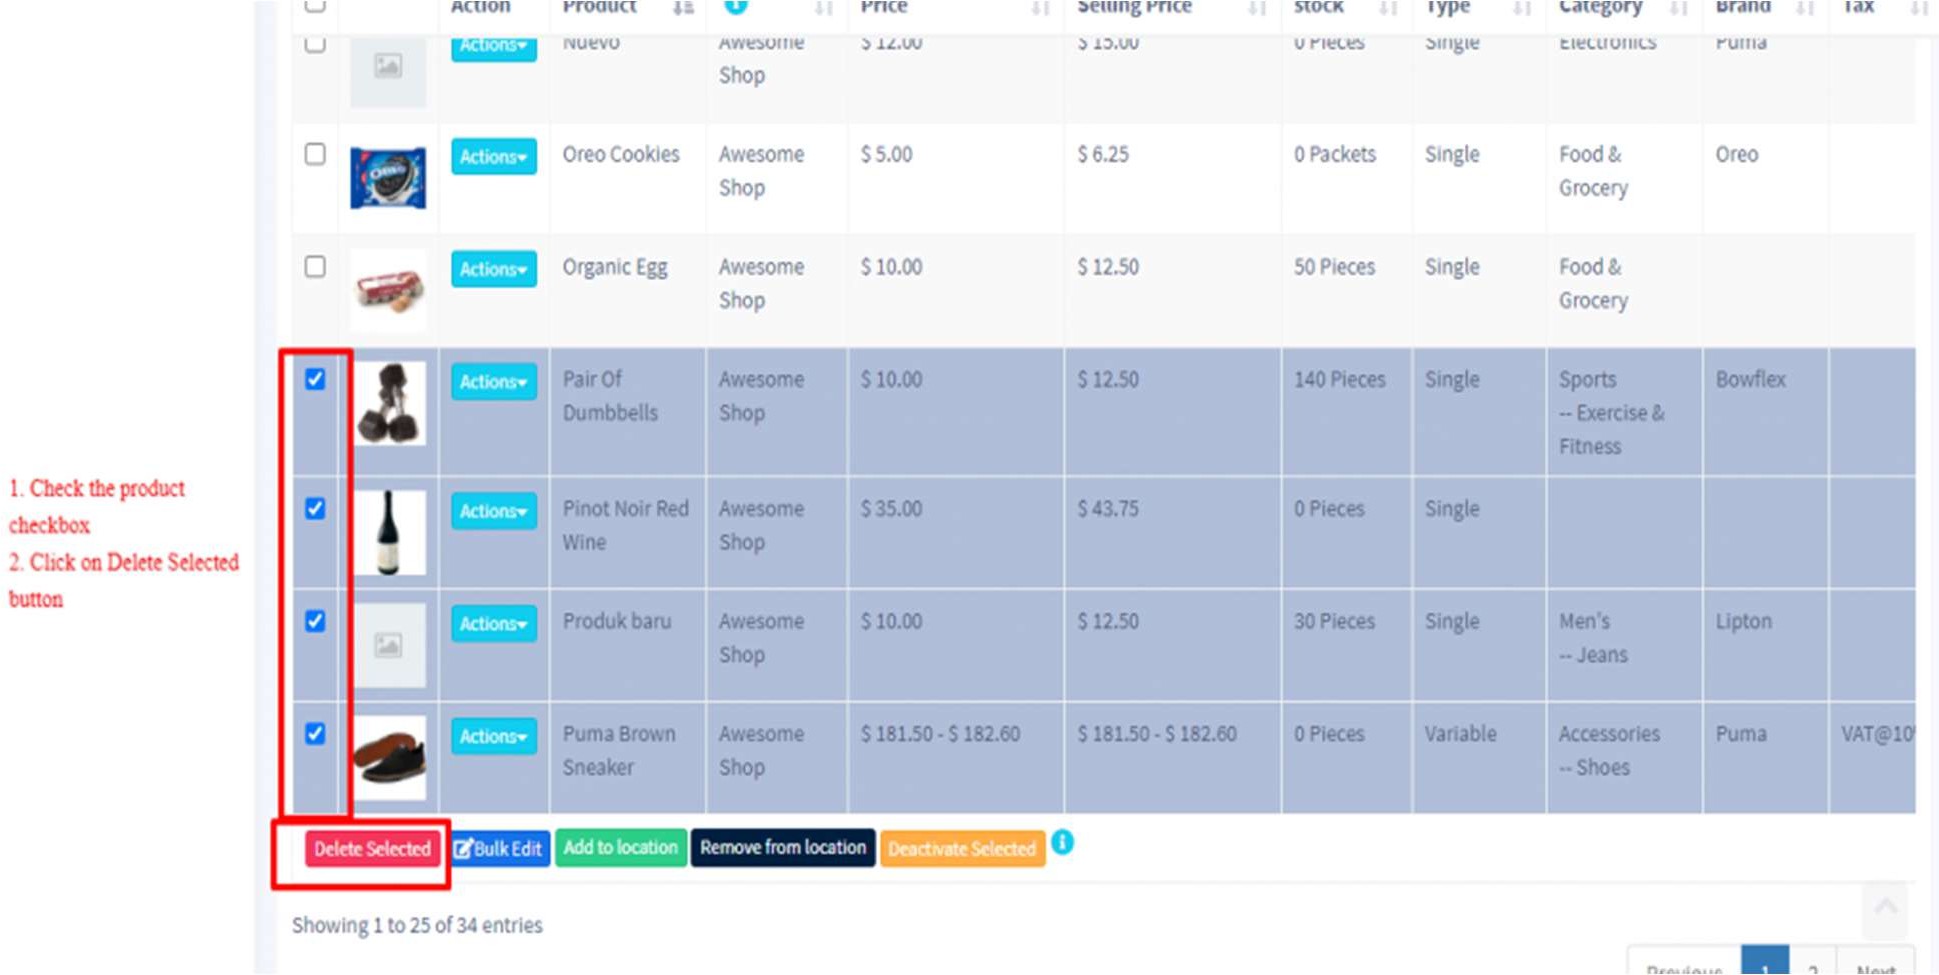 Action Product Price Selling Price stock Type Category Brand Tax
Actions Nuevo Awesome $ 12.00 $ 15.00 0 Pieces Single Electronics Puma
Shop
Actions Oreo Cookies Awesome $ 5.00 $ 6.25 0 Packets Single Food & Oreo
Shop Grocery
OREO
Actions Organic Egg Awesome $ 10.00 $ 12.50 50 Pieces Single Food &
Shop Grocery
Actions Pair Of Awesome $ 10.00 $ 12.50 140 Pieces Single Sports Bowflex
Dumbbells Shop -- Exercise &
Fitness
1. Check the product
checkbox
2. Click on Delete Selected
button
Actions Pinot Noir Red Awesome $ 35.00 $ 43.75 0 Pieces Single
Wine Shop
Actions Produk baru Awesome $ 10.00 $ 12.50 30 Pieces Single Men's Lipton
Shop -- Jeans
Actions Puma Brown Awesome $ 181.50 - $ 182.60 $ 181.50 - $ 182.60 0 Pieces Variable Accessories Puma VAT@10
Sneaker Shop -- Shoes
Delete Selected Bulk Edit Add to location Remove from location Deactivate Selected
Showing 1 to 25 of 34 entries
Previous 1 2 Next